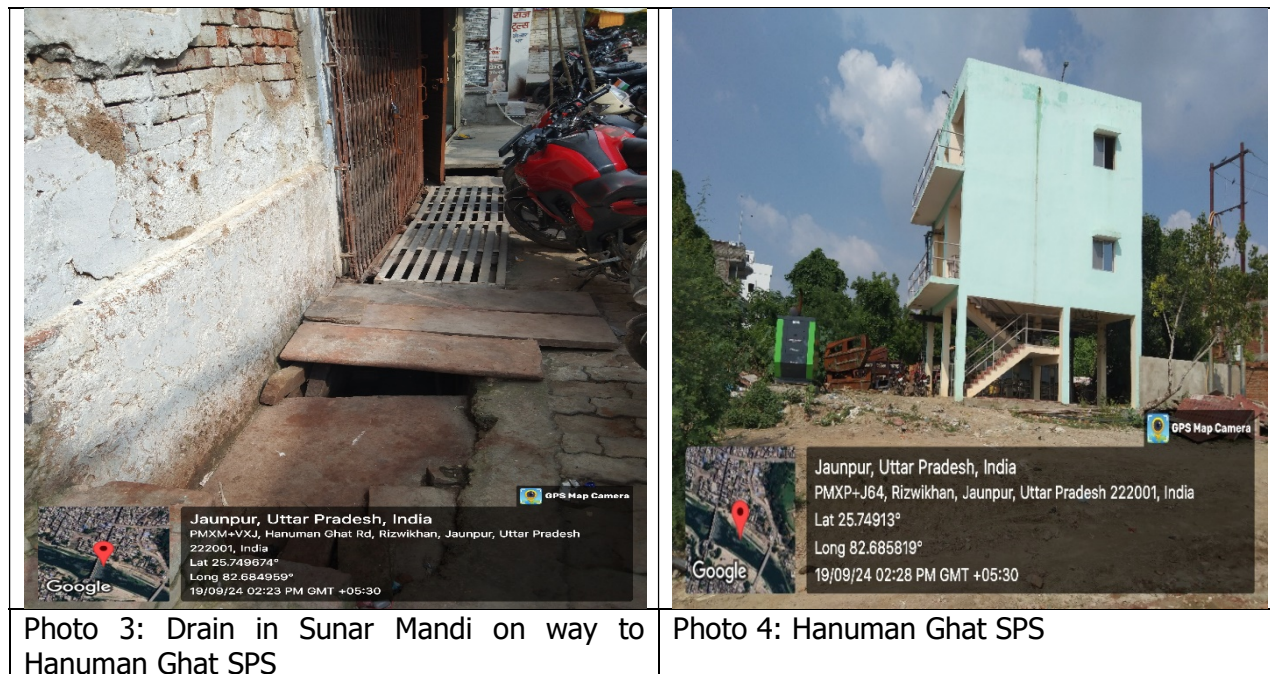 राज
टूल्स
GPS Map Camera
Google
Jaunpur, Uttar Pradesh, India
PMXM+VXJ, Hanuman Ghat Rd, Rizwikhan, Jaunpur, Uttar Pradesh
222001, India
Lat 25.749674°
Long 82.684959°
19/09/24 02:23 PM GMT +05:30
GPS Map Camera
Google
Jaunpur, Uttar Pradesh, India
PMXP+J64, Rizwikhan, Jaunpur, Uttar Pradesh 222001, India
Lat 25.74913°
Long 82.685819°
19/09/24 02:28 PM GMT +05:30
Photo 3: Drain in Sunar Mandi on way to
Hanuman Ghat SPS
Photo 4: Hanuman Ghat SPS